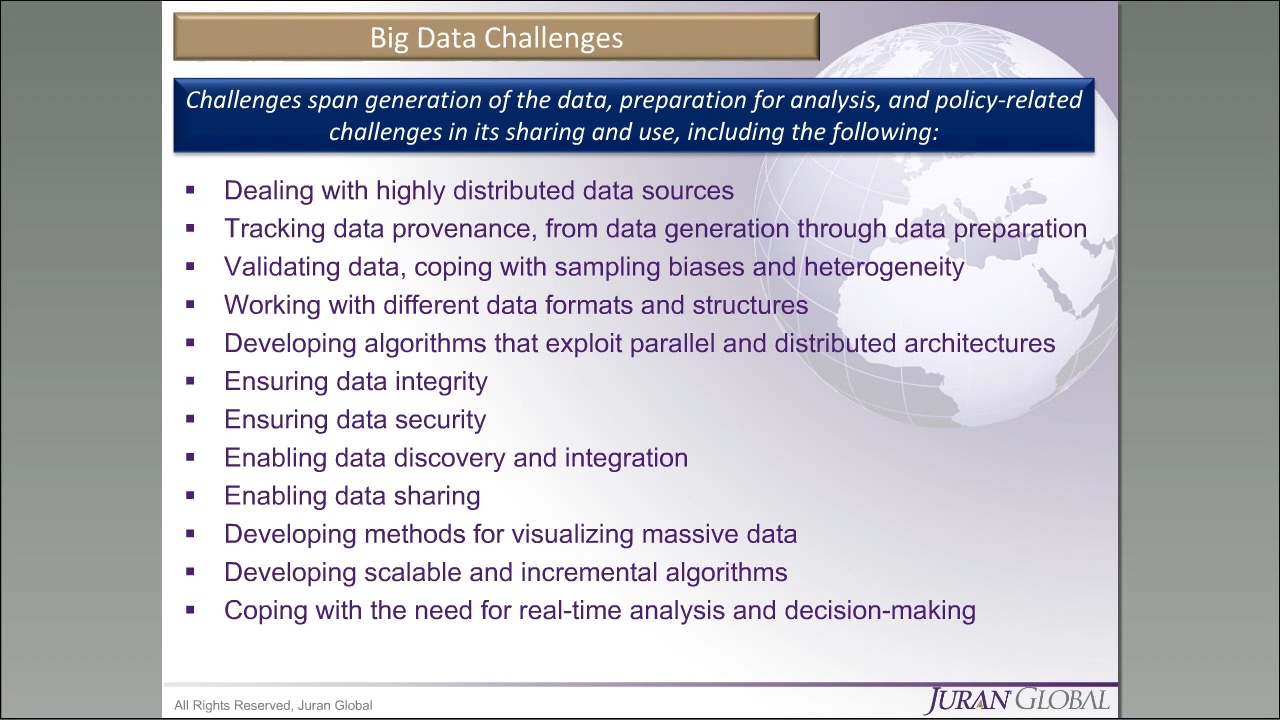 Big Data Challenges
Challenges span generation of the data, preparation for analysis, and policy-related
challenges in its sharing and use, including the following:
▪ Dealing with highly distributed data sources
▪ Tracking data provenance, from data generation through data preparation
▪ Validating data, coping with sampling biases and heterogeneity
▪ Working with different data formats and structures
▪ Developing algorithms that exploit parallel and distributed architectures
▪ Ensuring data integrity
▪ Ensuring data security
▪ Enabling data discovery and integration
▪ Enabling data sharing
▪ Developing methods for visualizing massive data
▪ Developing scalable and incremental algorithms
▪ Coping with the need for real-time analysis and decision-making
All Rights Reserved, Juran Global
JURAN GLOBAL